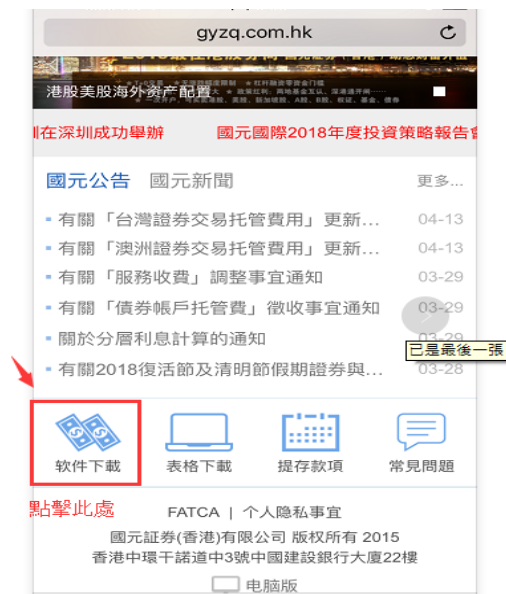 gyzq.com.hk
港股美股海外资产配置
圳在深圳成功舉辦 國元國際2018年度投資策略報告會
國元公告 國元新聞 更多...
有關「台灣證券交易托管費用」更新... 04-13
有關「澳洲證券交易托管費用」更新... 04-13
有關「服務收費」調整事宜通知 03-29
有關「債券帳戶托管費」徵收事宜通知 03-29
關於分層利息計算的通知 03-29
已是最後一張
有關2018復活節及清明節假期證券與... 03-28
软件下載 表格下載 提存款項 常見問題
點擊此處
FATCA | 个人隐私事宜
國元証券(香港)有限公司 版权所有 2015
香港中環干諾道中3號中國建設銀行大廈22樓
电脑版